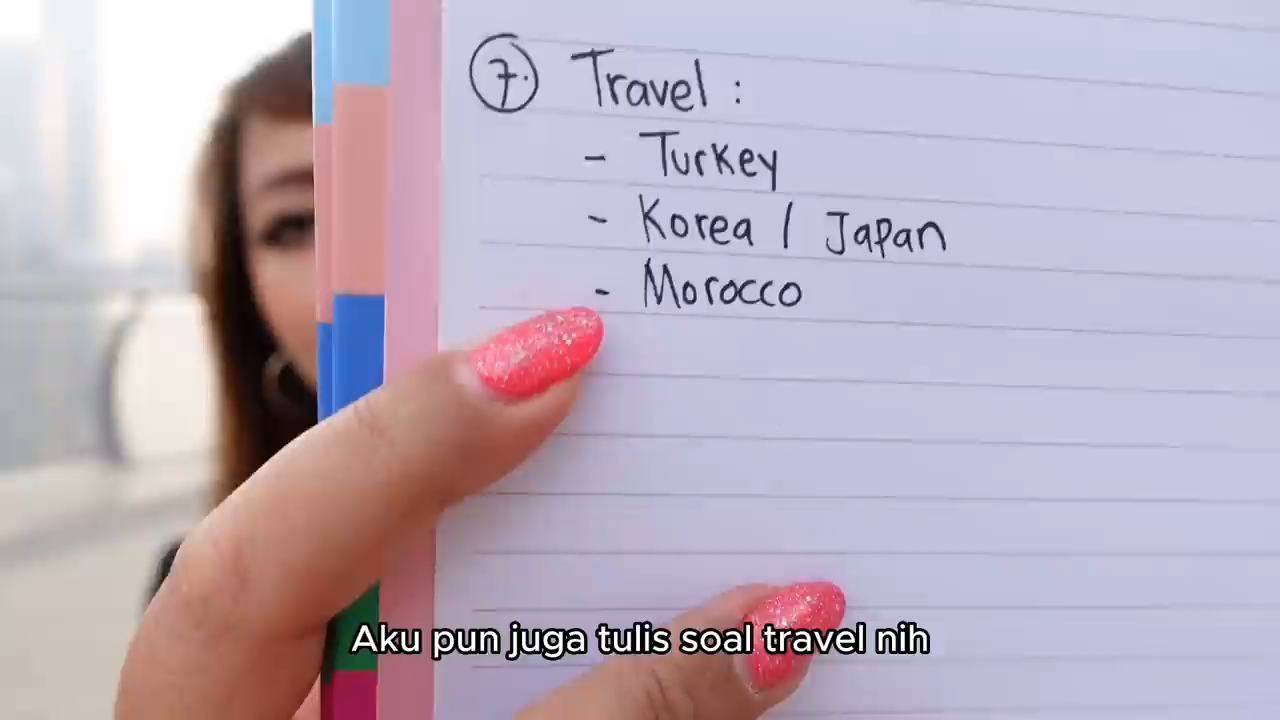 7. Travel :
- Turkey
- Korea / Japan
- Morocco
Aku pun juga tulis soal travel nih